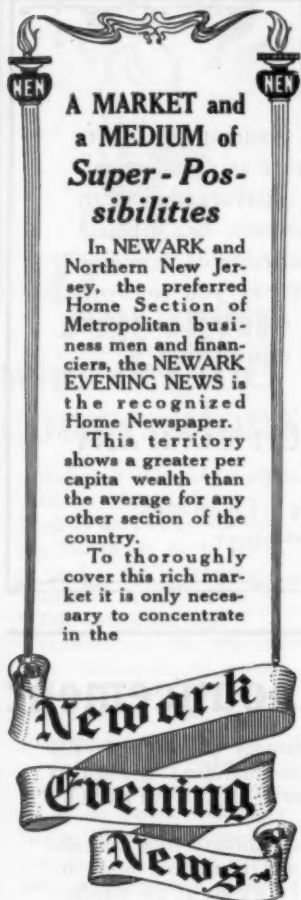 NEN NEN
A MARKET and
a MEDIUM of
Super - Pos-
sibilities
In NEWARK and
Northern New Jer-
sey, the preferred
Home Section of
Metropolitan busi-
ness men and finan-
ciers, the NEWARK
EVENING NEWS is
the recognized
Home Newspaper.
This territory
shows a greater per
capita wealth than
the average for any
other section of the
country.
To thoroughly
cover this rich mar-
ket it is only neces-
sary to concentrate
in the
Newark
Evening
News